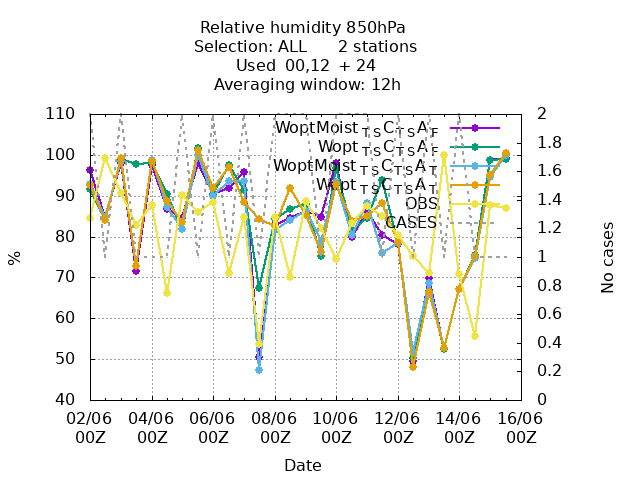 Relative humidity 850hPa
Selection: ALL 2 stations
Used 00,12 + 24
Averaging window: 12h
110 2
WoptMoist T S C T S A F
1.8
Wopt T S C T S A F
100 1.6
WoptMoist T S C T S A T
Wopt T S C T S A T
90 1.4
OBS
CASES
80 1.2
% 1 No cases
70
0.8
60 0.6
0.4
50 0.2
40 0
02/06 04/06 06/06 08/06 10/06 12/06 14/06 16/06
00Z 00Z 00Z 00Z 00Z 00Z 00Z 00Z
Date